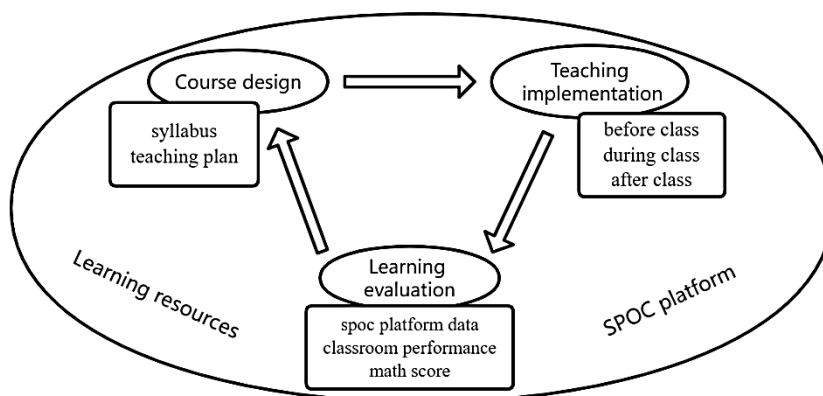 Course design
syllabus
teaching plan
Teaching
implementation
before class
during class
after class
Learning
evaluation
spoc platform data
classroom performance
math score
Learning resources
SPOC platform